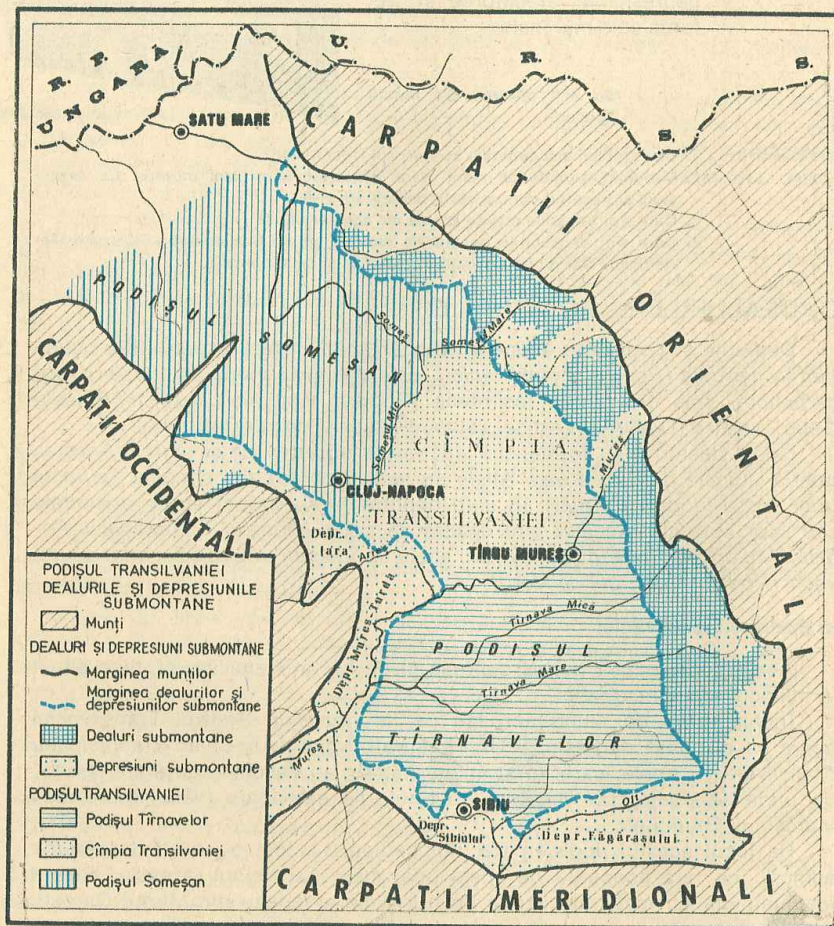 U. R. S. S.
R. P. UNGARĂ
SATU MARE
CARPAȚII ORIENTALI
PODIȘUL SOMEȘAN
Someș
Someșul Mare
CARPAȚII OCCIDENTALI
Someșul Mic
CÎMPIA
Mureș
CLUJ-NAPOCA
TRANSILVANIEI
Depr.
Iara
Arieș
TÎRGU MUREȘ
Depr. Mureș-Turda
Tîrnava Mică
PODIȘUL
Tîrnava Mare
TÎRNAVELOR
Mureș
SIBIU
Olt
Depr.
Sibiului
Depr. Făgărașului
CARPAȚII MERIDIONALI
PODIȘUL TRANSILVANIEI
DEALURILE ȘI DEPRESIUNILE
SUBMONTANE
Munți
DEALURI ȘI DEPRESIUNI SUBMONTANE
Marginea munților
Marginea dealurilor și
depresiunilor submontane
Dealuri submontane
Depresiuni submontane
PODIȘUL TRANSILVANIEI
Podișul Tîrnavelor
Cîmpia Transilvaniei
Podișul Someșan